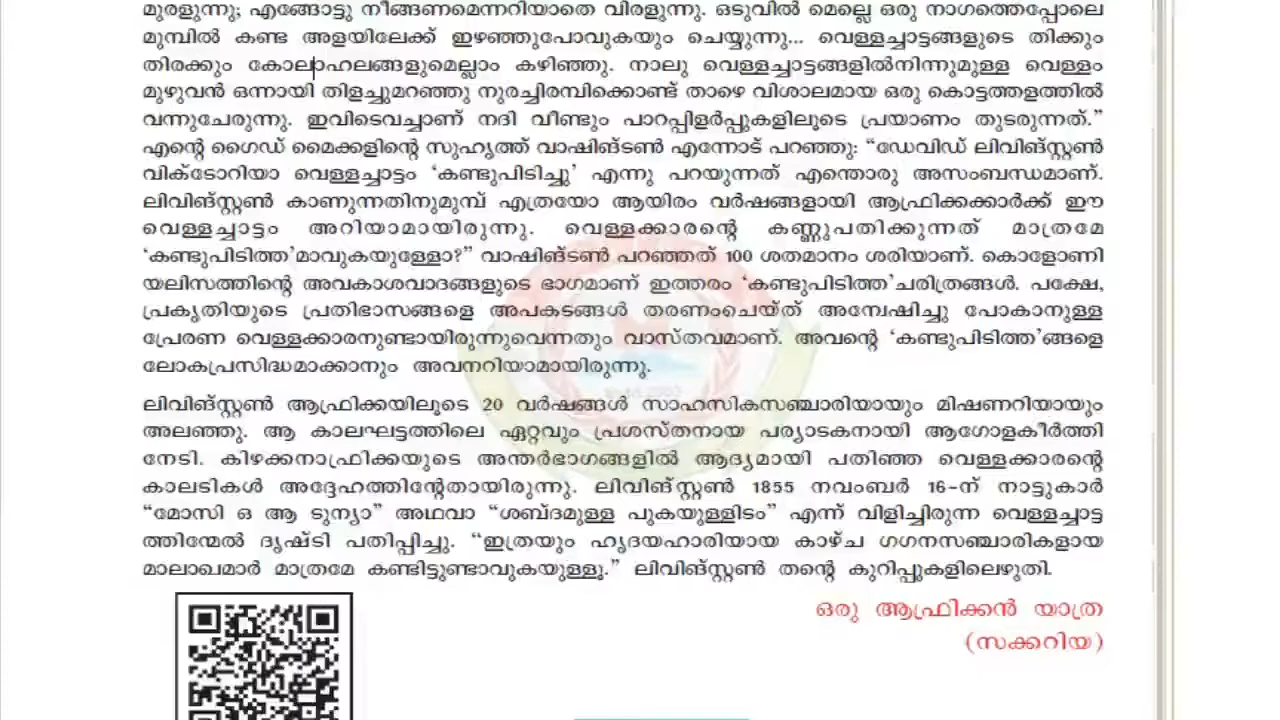 മുരളുന്നു; എങ്ങോട്ടു നീങ്ങണമെന്നറിയാതെ വിരളുന്നു. ഒടുവിൽ മെല്ലെ ഒരു നാഗത്തെപ്പോലെ
മുമ്പിൽ കണ്ട അളയിലേക്ക് ഇഴഞ്ഞുപോവുകയും ചെയ്യുന്നു... വെള്ളച്ചാട്ടങ്ങളുടെ തിക്കും
തിരക്കും കോലാഹലങ്ങളുമെല്ലാം കഴിഞ്ഞു. നാലു വെള്ളച്ചാട്ടങ്ങളിൽനിന്നുമുള്ള വെള്ളം
മുഴുവൻ ഒന്നായി തിളച്ചുമറഞ്ഞു നുരച്ചിരമ്പിക്കൊണ്ട് താഴെ വിശാലമായ ഒരു കൊട്ടത്തളത്തിൽ
വന്നുചേരുന്നു. ഇവിടെവച്ചാണ് നദി വീണ്ടും പാറപ്പിളർപ്പുകളിലൂടെ പ്രയാണം തുടരുന്നത്.”
എന്റെ ഗൈഡ് മൈക്കളിന്റെ സുഹൃത്ത് വാഷിങ്ടൺ എന്നോട് പറഞ്ഞു: “ഡേവിഡ് ലിവിങ്സ്റ്റൺ
വിക്ടോറിയാ വെള്ളച്ചാട്ടം ‘കണ്ടുപിടിച്ചു’ എന്നു പറയുന്നത് എന്തൊരു അസംബന്ധമാണ്.
ലിവിങ്സ്റ്റൺ കാണുന്നതിനുമുമ്പ് എത്രയോ ആയിരം വർഷങ്ങളായി ആഫ്രിക്കക്കാർക്ക് ഈ
വെള്ളച്ചാട്ടം അറിയാമായിരുന്നു. വെള്ളക്കാരന്റെ കണ്ണുപതിക്കുന്നത് മാത്രമേ
‘കണ്ടുപിടിത്ത’മാവുകയുള്ളോ?” വാഷിങ്ടൺ പറഞ്ഞത് 100 ശതമാനം ശരിയാണ്. കൊളോണി
യലിസത്തിന്റെ അവകാശവാദങ്ങളുടെ ഭാഗമാണ് ഇത്തരം ‘കണ്ടുപിടിത്ത’ചരിത്രങ്ങൾ. പക്ഷേ,
പ്രകൃതിയുടെ പ്രതിഭാസങ്ങളെ അപകടങ്ങൾ തരണംചെയ്ത് അന്വേഷിച്ചു പോകാനുള്ള
പ്രേരണ വെള്ളക്കാരനുണ്ടായിരുന്നുവെന്നതും വാസ്തവമാണ്. അവന്റെ ‘കണ്ടുപിടിത്ത’ങ്ങളെ
ലോകപ്രസിദ്ധമാക്കാനും അവനറിയാമായിരുന്നു.
ലിവിങ്സ്റ്റൺ ആഫ്രിക്കയിലൂടെ 20 വർഷങ്ങൾ സാഹസികസഞ്ചാരിയായും മിഷണറിയായും
അലഞ്ഞു. ആ കാലഘട്ടത്തിലെ ഏറ്റവും പ്രശസ്തനായ പര്യാടകനായി ആഗോളകീർത്തി
നേടി. കിഴക്കനാഫ്രിക്കയുടെ അന്തർഭാഗങ്ങളിൽ ആദ്യമായി പതിഞ്ഞ വെള്ളക്കാരന്റെ
കാലടികൾ അദ്ദേഹത്തിന്റേതായിരുന്നു. ലിവിങ്സ്റ്റൺ 1855 നവംബർ 16-ന് നാട്ടുകാർ
“മോസി ഒ ആ ടുന്യാ” അഥവാ “ശബ്ദമുള്ള പുകയുള്ളിടം” എന്ന് വിളിച്ചിരുന്ന വെള്ളച്ചാട്ട
ത്തിന്മേൽ ദൃഷ്ടി പതിപ്പിച്ചു. “ഇത്രയും ഹൃദയഹാരിയായ കാഴ്ച ഗഗനസഞ്ചാരികളായ
മാലാഖമാർ മാത്രമേ കണ്ടിട്ടുണ്ടാവുകയുള്ളൂ.” ലിവിങ്സ്റ്റൺ തന്റെ കുറിപ്പുകളിലെഴുതി.
ഒരു ആഫ്രിക്കൻ യാത്ര
(സക്കറിയ)